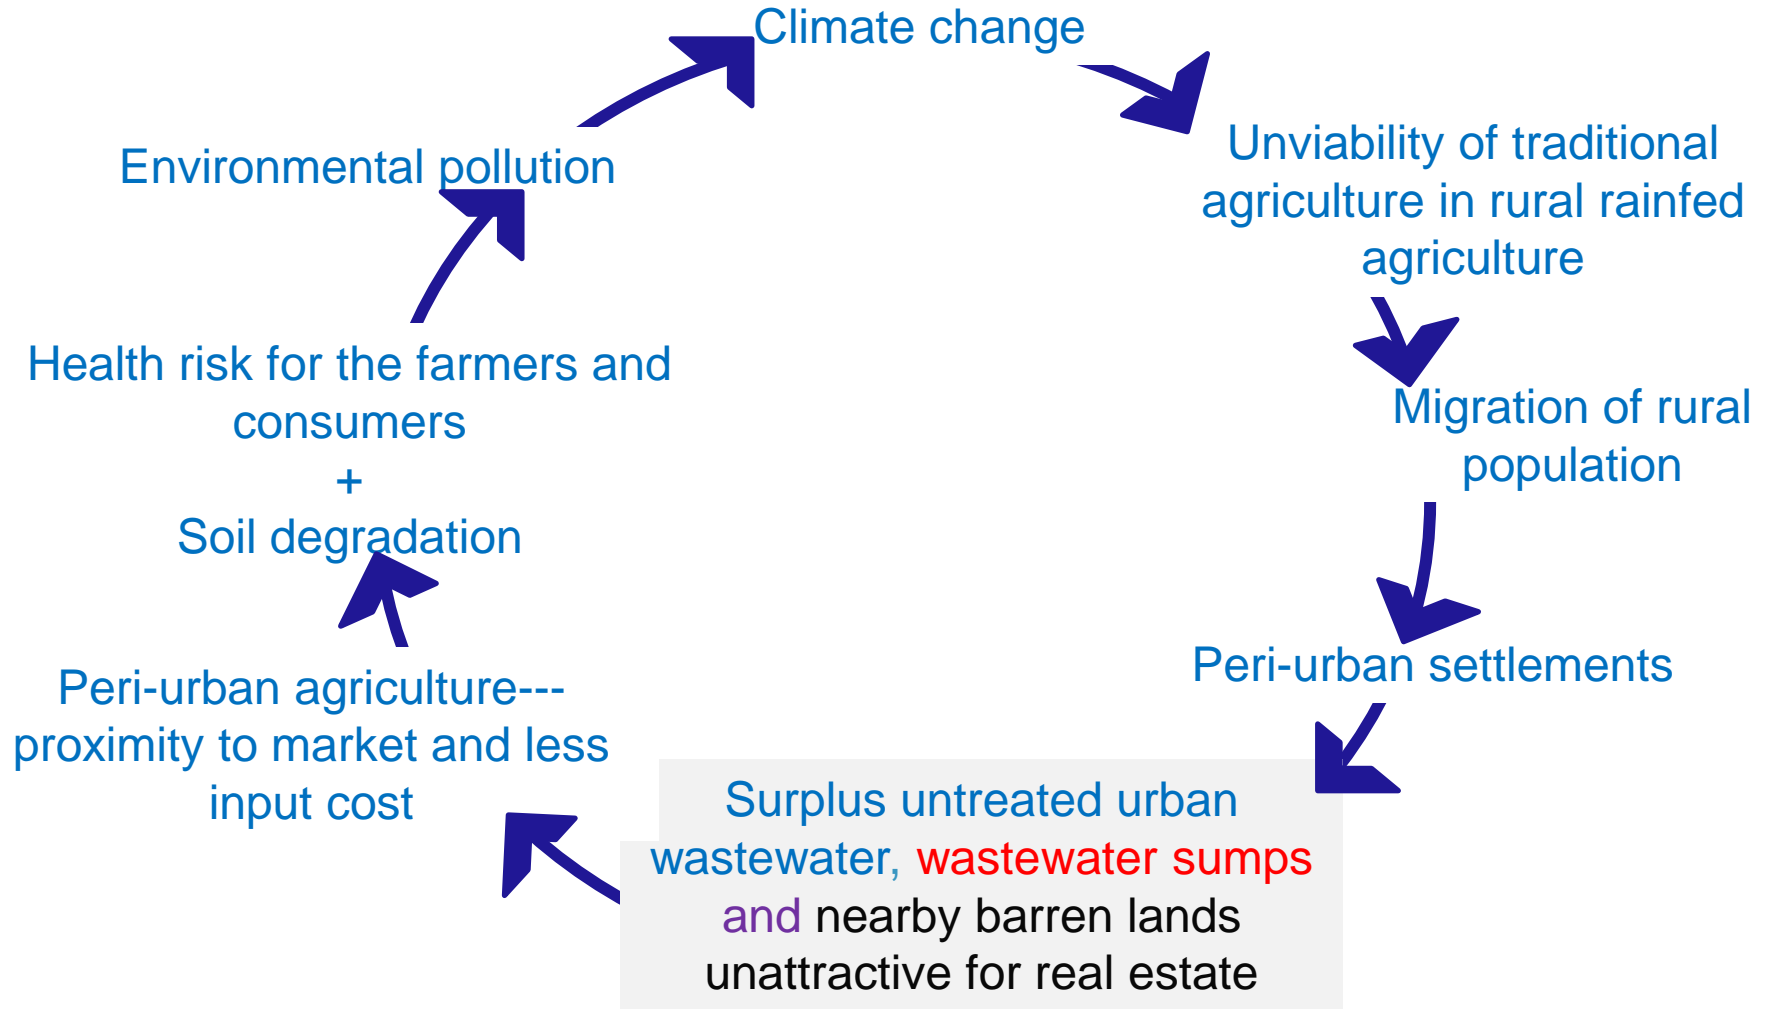 Climate change
Unviability of traditional
agriculture in rural rainfed
agriculture
Migration of rural
population
Peri-urban settlements
Surplus untreated urban
wastewater, wastewater sumps
and nearby barren lands
unattractive for real estate
Peri-urban agriculture---
proximity to market and less
input cost
Health risk for the farmers and
consumers
+
Soil degradation
Environmental pollution